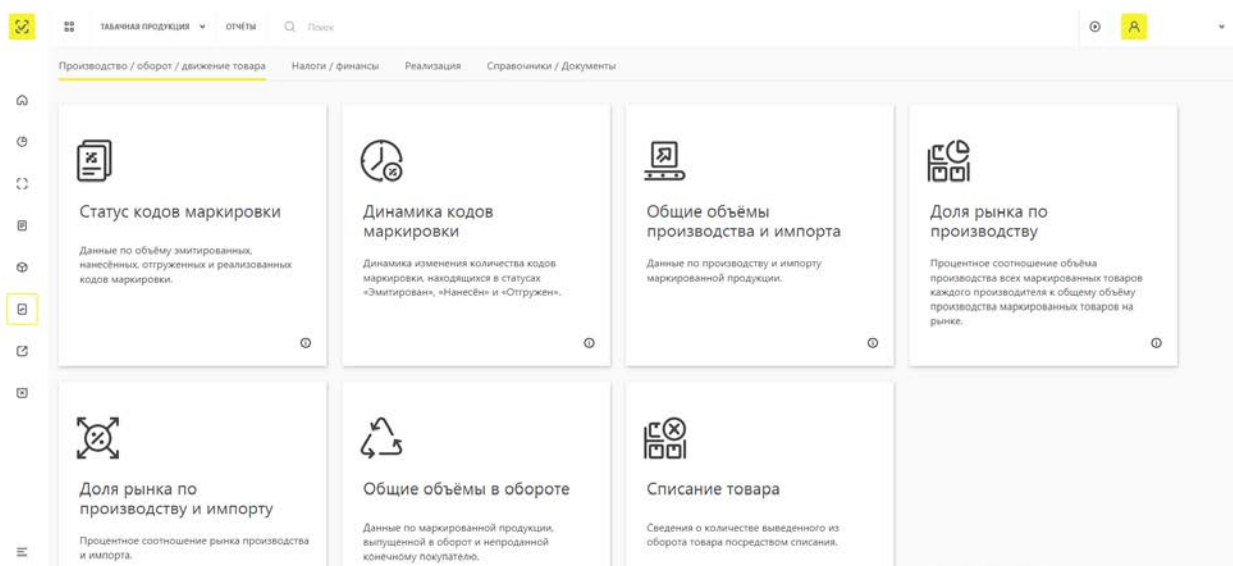 ТАБАЧНАЯ ПРОДУКЦИЯ ОТЧЁТЫ Поиск
Производство / оборот / движение товара Налоги / финансы Реализация Справочники / Документы
Статус кодов маркировки
Данные по объёму эмитированных,
нанесённых, отгруженных и реализованных
кодов маркировки.
Динамика кодов
маркировки
Динамика изменения количества кодов
маркировки, находящихся в статусах
«Эмитирован», «Нанесён» и «Отгружен».
Общие объёмы
производства и импорта
Данные по производству и импорту
маркированной продукции.
Доля рынка по
производству
Процентное соотношение объёма
производства всех маркированных товаров
каждого производителя к общему объёму
производства маркированных товаров на
рынке.
Доля рынка по
производству и импорту
Процентное соотношение рынка производства
и импорта.
Общие объёмы в обороте
Данные по маркированной продукции,
выпущенной в оборот и непроданной
конечному покупателю.
Списание товара
Сведения о количестве выведенного из
оборота товара посредством списания.